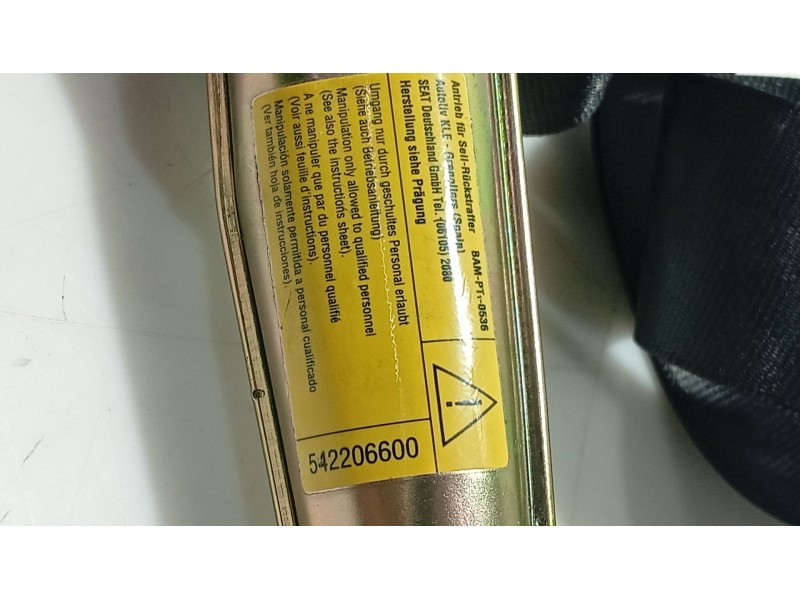 Antrieb für Seil-Rückstraffer BAM-PT1-0536
Autoliv KLE - Granollers (Spain)
SEAT Deutschland GmbH Tel. (06105) 2080
Herstellung siehe Prägung
Umgang nur durch geschultes Personal erlaubt
(Siehe auch Betriebsanleitung)
Manipulation only allowed to qualified personnel
(See also the instructions sheet).
A ne manipuler que par du personnel qualifié
(Voir aussi feuille d'instructions).
Manipulación solamente permitida a personal cualificado
(Ver también hoja de instrucciones).
542206600